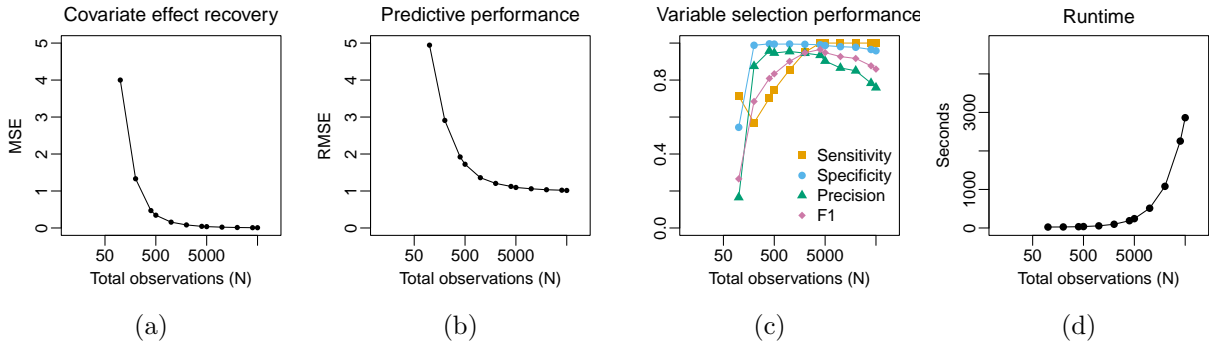 Covariate effect recovery
MSE
5
4
3
2
1
0
50 500 5000
Total observations (N)
(a)
Predictive performance
RMSE
5
4
3
2
1
0
50 500 5000
Total observations (N)
(b)
Variable selection performance
0.8
0.4
0.0
Sensitivity
Specificity
Precision
F1
50 500 5000
Total observations (N)
(c)
Runtime
Seconds
3000
1000
0
50 500 5000
Total observations (N)
(d)